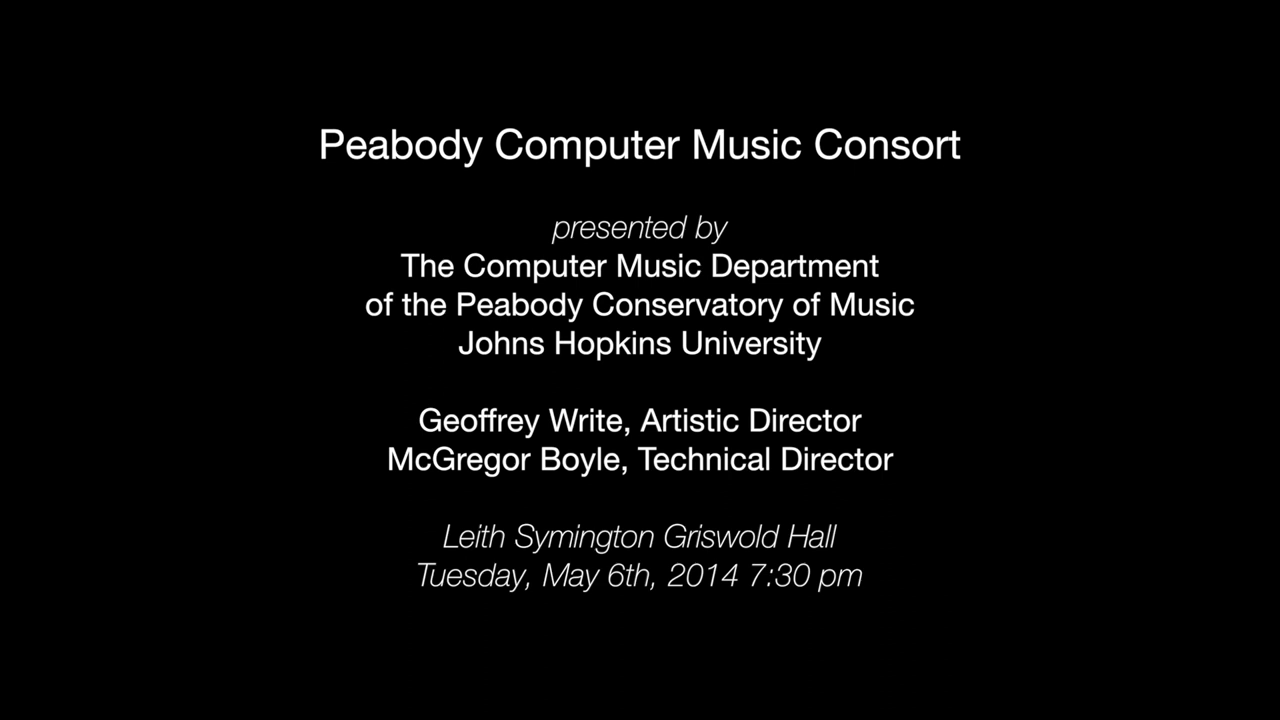 Peabody Computer Music Consort
presented by
The Computer Music Department
of the Peabody Conservatory of Music
Johns Hopkins University
Geoffrey Write, Artistic Director
McGregor Boyle, Technical Director
Leith Symington Griswold Hall
Tuesday, May 6th, 2014 7:30 pm